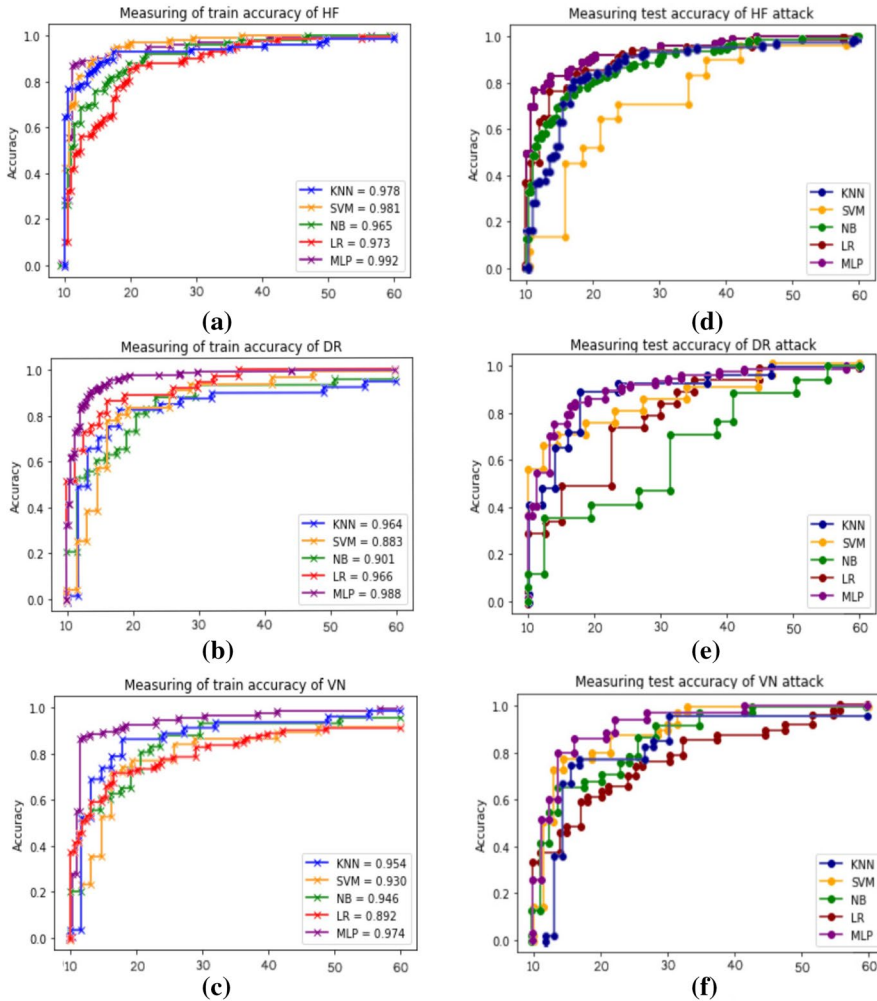 Measuring of train accuracy of HF
1.0
0.8
0.6
0.4
0.2
0.0
Accuracy
KNN = 0.978
SVM = 0.981
NB = 0.965
LR = 0.973
MLP = 0.992
10 20 30 40 50 60
(a)
Measuring test accuracy of HF attack
1.0
0.8
0.6
0.4
0.2
0.0
Accuracy
KNN
SVM
NB
LR
MLP
10 20 30 40 50 60
(d)
Measuring of train accuracy of DR
1.0
0.8
0.6
0.4
0.2
0.0
Accuracy
KNN = 0.964
SVM = 0.883
NB = 0.901
LR = 0.966
MLP = 0.988
10 20 30 40 50 60
(b)
Measuring test accuracy of DR attack
1.0
0.8
0.6
0.4
0.2
0.0
Accuracy
KNN
SVM
NB
LR
MLP
10 20 30 40 50 60
(e)
Measuring of train accuracy of VN
1.0
0.8
0.6
0.4
0.2
0.0
Accuracy
KNN = 0.954
SVM = 0.930
NB = 0.946
LR = 0.892
MLP = 0.974
10 20 30 40 50 60
(c)
Measuring test accuracy of VN attack
1.0
0.8
0.6
0.4
0.2
0.0
Accuracy
KNN
SVM
NB
LR
MLP
10 20 30 40 50 60
(f)